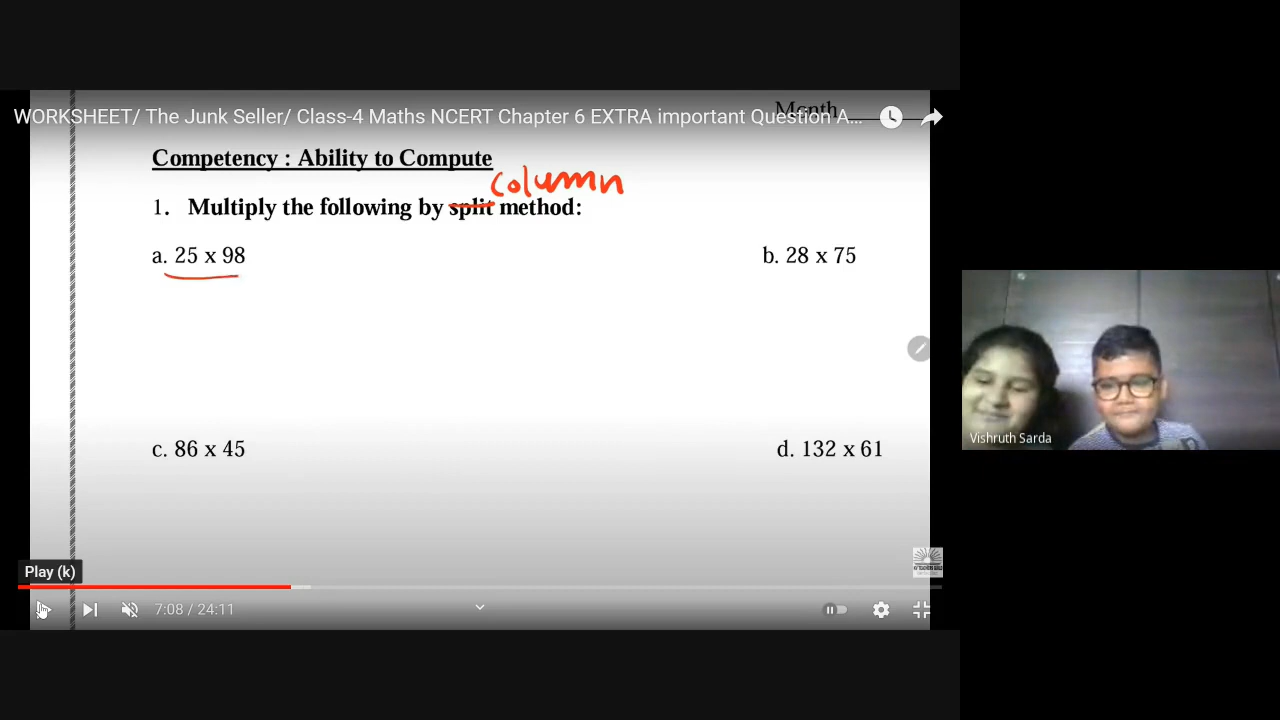 Month
WORKSHEET/ The Junk Seller/ Class-4 Maths NCERT Chapter 6 EXTRA important Question A...
Competency : Ability to Compute
column
1. Multiply the following by split method:
a. 25 x 98
b. 28 x 75
c. 86 x 45
d. 132 x 61
Vishruth Sarda
Play (k)
7:08 / 24:11